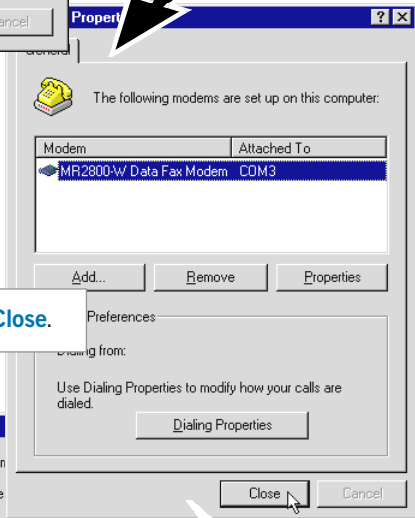 Cancel
Propert
General
The following modems are set up on this computer:
Modem Attached To
MR2800-W Data Fax Modem COM3
Add... Remove Properties
Close.
Preferences
Dialing from:
Use Dialing Properties to modify how your calls are
dialed.
Dialing Properties
Close Cancel